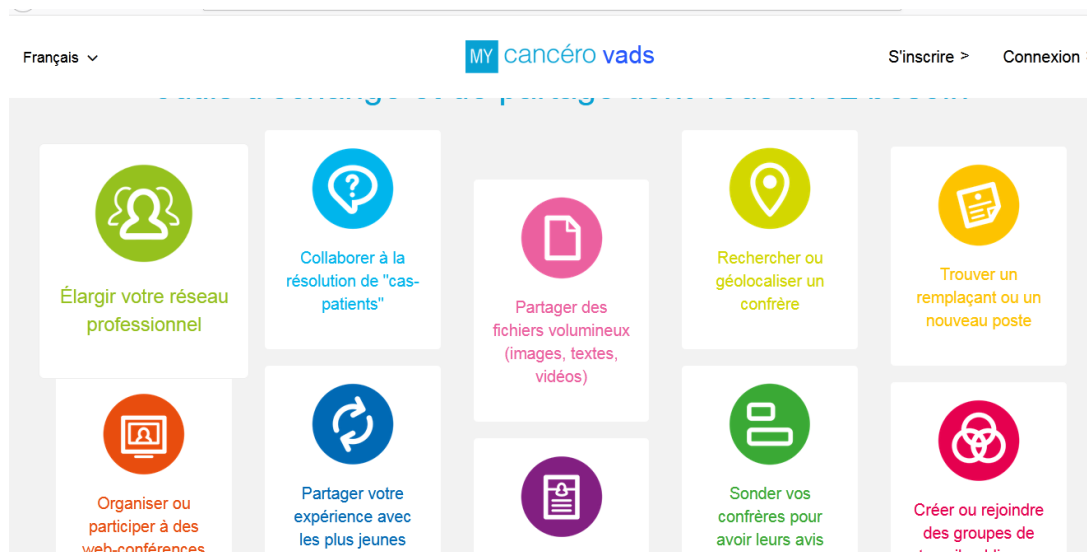 Français
MY cancéro vads
S'inscrire >
Connexion
Élargir votre réseau
professionnel
Collaborer à la
résolution de "cas-
patients"
Partager des
fichiers volumineux
(images, textes,
vidéos)
Rechercher ou
géolocaliser un
confrère
Trouver un
remplaçant ou un
nouveau poste
Organiser ou
participer à des
web-conférences
Partager votre
expérience avec
les plus jeunes
Sonder vos
confrères pour
avoir leurs avis
Créer ou rejoindre
des groupes de